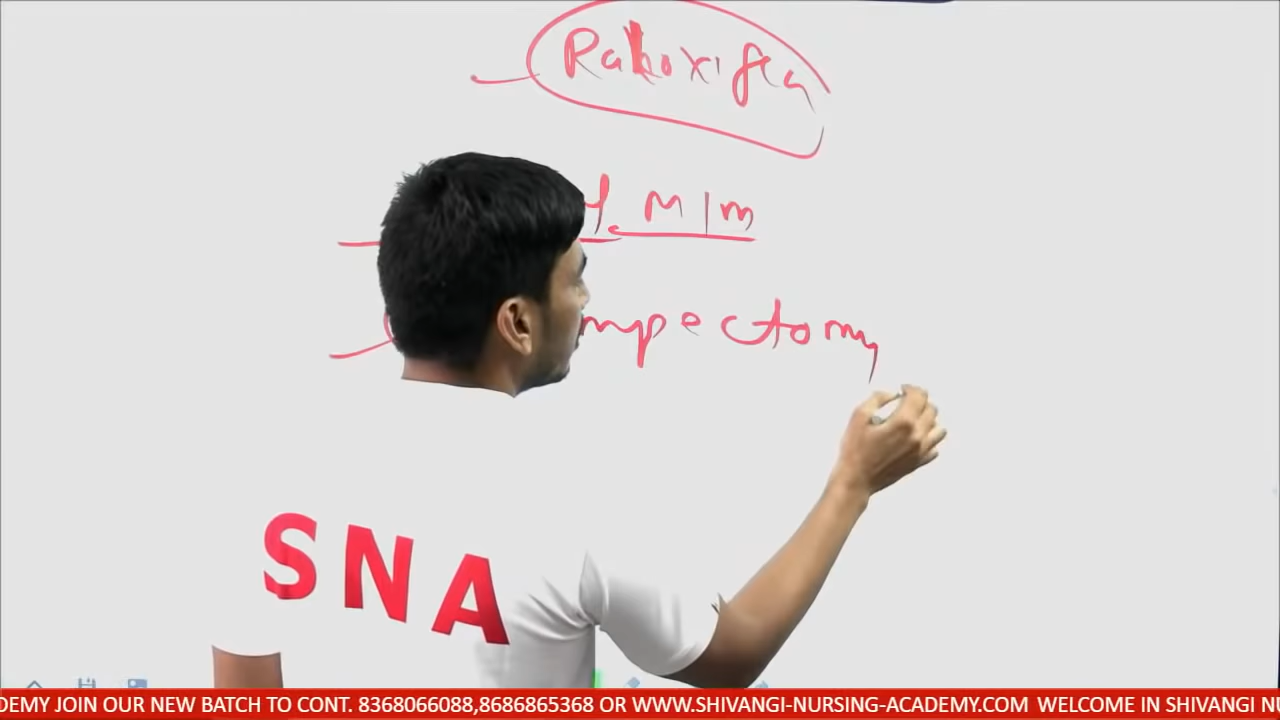 Raloxifen
M/m
mpectomy
SNA
DEMY JOIN OUR NEW BATCH TO CONT. 8368066088,8686865368 OR WWW.SHIVANGI-NURSING-ACADEMY.COM WELCOME IN SHIVANGI NU